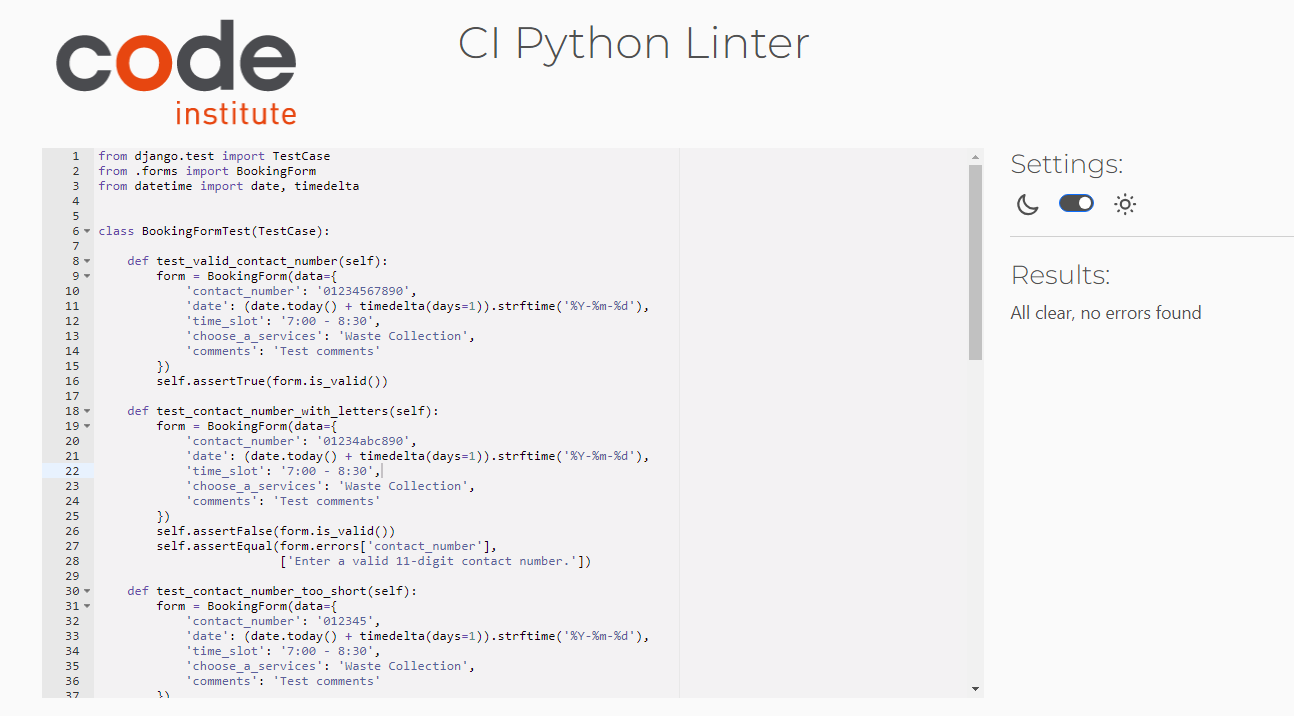 code
institute
CI Python Linter
1 from django.test import TestCase
2 from .forms import BookingForm
3 from datetime import date, timedelta
4
5
6 class BookingFormTest(TestCase):
7
8     def test_valid_contact_number(self):
9         form = BookingForm(data={
10             'contact_number': '01234567890',
11             'date': (date.today() + timedelta(days=1)).strftime('%Y-%m-%d'),
12             'time_slot': '7:00 - 8:30',
13             'choose_a_services': 'Waste Collection',
14             'comments': 'Test comments'
15         })
16         self.assertTrue(form.is_valid())
17
18     def test_contact_number_with_letters(self):
19         form = BookingForm(data={
20             'contact_number': '01234abc890',
21             'date': (date.today() + timedelta(days=1)).strftime('%Y-%m-%d'),
22             'time_slot': '7:00 - 8:30',
23             'choose_a_services': 'Waste Collection',
24             'comments': 'Test comments'
25         })
26         self.assertFalse(form.is_valid())
27         self.assertEqual(form.errors['contact_number'],
28                          ['Enter a valid 11-digit contact number.'])
29
30     def test_contact_number_too_short(self):
31         form = BookingForm(data={
32             'contact_number': '012345',
33             'date': (date.today() + timedelta(days=1)).strftime('%Y-%m-%d'),
34             'time_slot': '7:00 - 8:30',
35             'choose_a_services': 'Waste Collection',
36             'comments': 'Test comments'
37         })
Settings:
Results:
All clear, no errors found